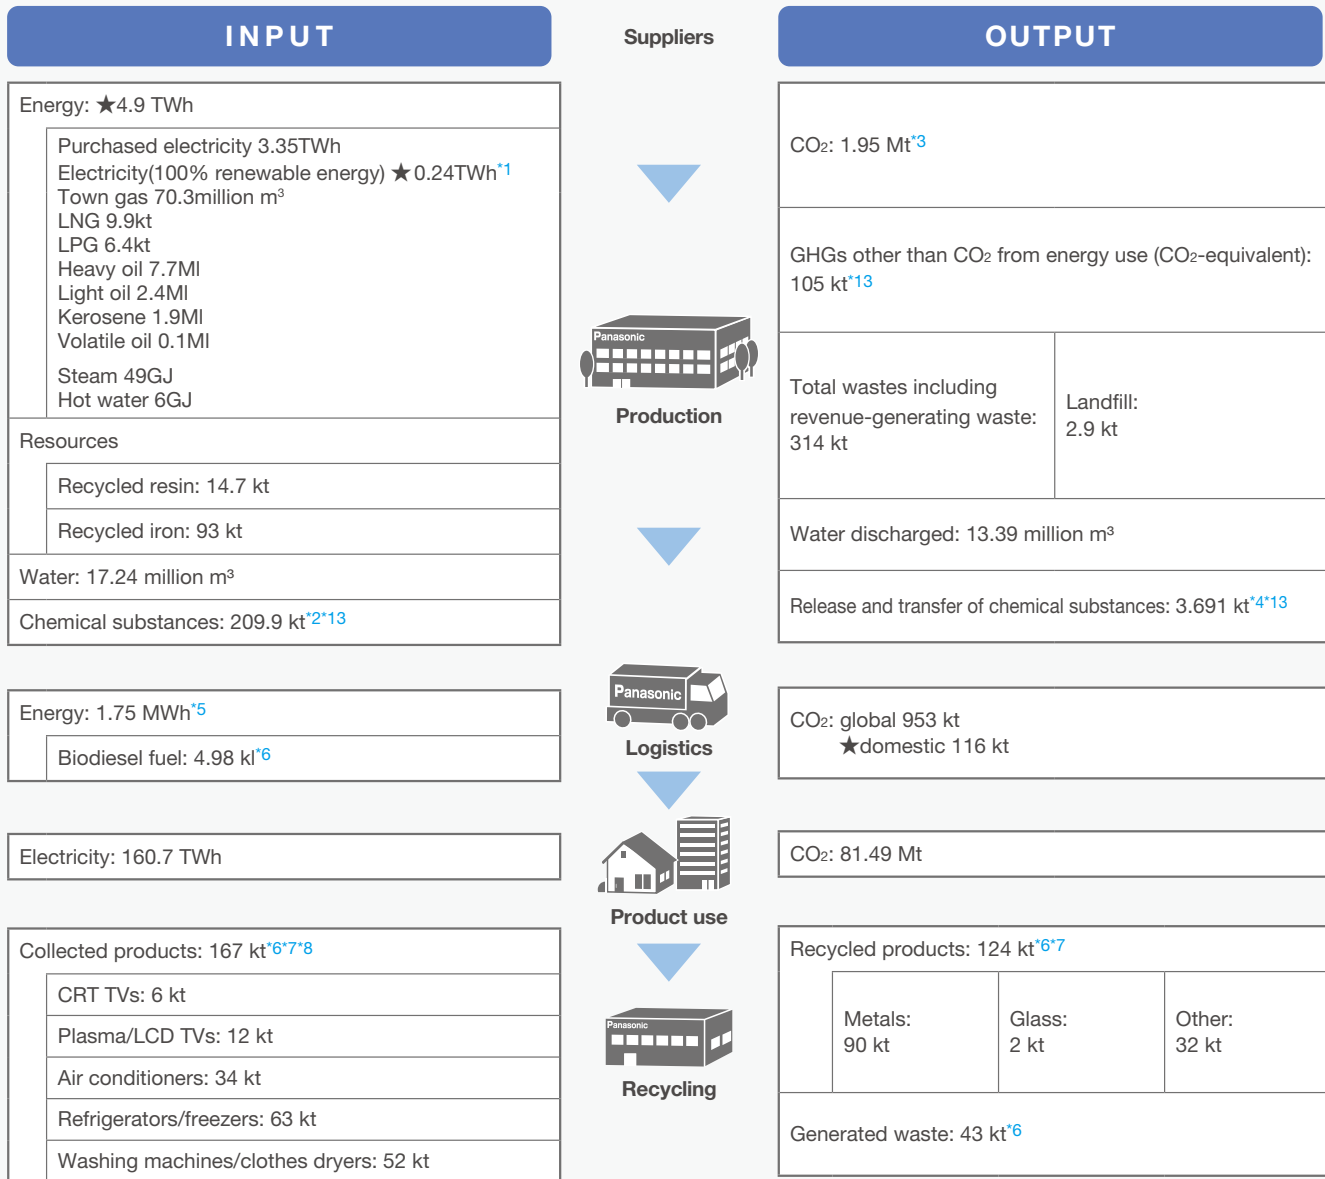 INPUT
Suppliers
OUTPUT
Energy: ★4.9 TWh
Purchased electricity 3.35TWh
Electricity(100% renewable energy) ★0.24TWh*1
Town gas 70.3million m³
LNG 9.9kt
LPG 6.4kt
Heavy oil 7.7Ml
Light oil 2.4Ml
Kerosene 1.9Ml
Volatile oil 0.1Ml
Steam 49GJ
Hot water 6GJ
Resources
Recycled resin: 14.7 kt
Recycled iron: 93 kt
Water: 17.24 million m³
Chemical substances: 209.9 kt*2*13
Panasonic
Production
CO₂: 1.95 Mt*3
GHGs other than CO₂ from energy use (CO₂-equivalent):
105 kt*13
Total wastes including
revenue-generating waste:
314 kt
Landfill:
2.9 kt
Water discharged: 13.39 million m³
Release and transfer of chemical substances: 3.691 kt*4*13
Energy: 1.75 MWh*5
Biodiesel fuel: 4.98 kl*6
Panasonic
Logistics
CO₂: global 953 kt
★domestic 116 kt
Electricity: 160.7 TWh
Product use
CO₂: 81.49 Mt
Collected products: 167 kt*6*7*8
CRT TVs: 6 kt
Plasma/LCD TVs: 12 kt
Air conditioners: 34 kt
Refrigerators/freezers: 63 kt
Washing machines/clothes dryers: 52 kt
Panasonic
Recycling
Recycled products: 124 kt*6*7
Metals:
90 kt
Glass:
2 kt
Other:
32 kt
Generated waste: 43 kt*6